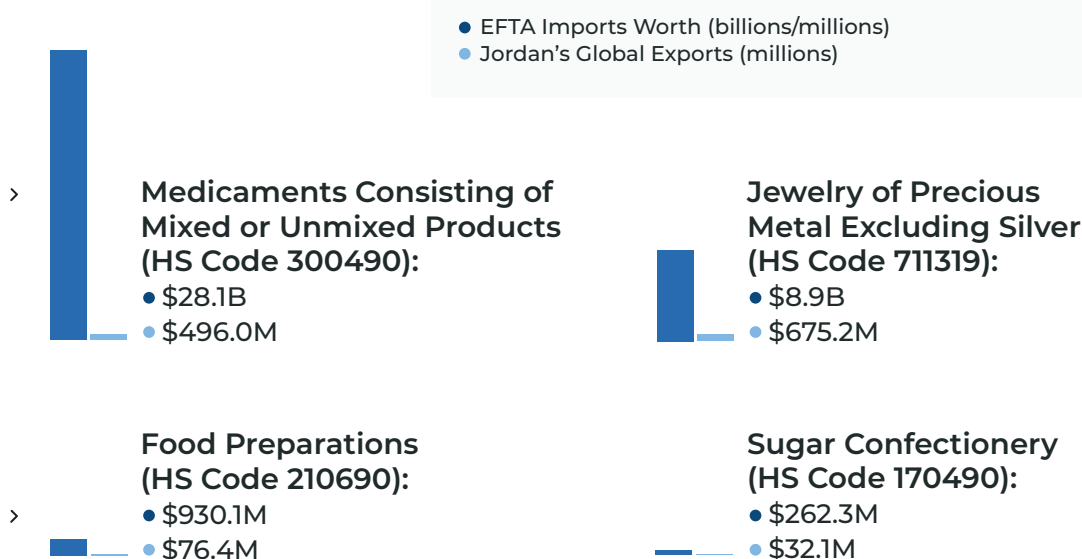 ● EFTA Imports Worth (billions/millions)
● Jordan’s Global Exports (millions)
Medicaments Consisting of
Mixed or Unmixed Products
(HS Code 300490):
● $28.1B
● $496.0M
Jewelry of Precious
Metal Excluding Silver
(HS Code 711319):
● $8.9B
● $675.2M
Food Preparations
(HS Code 210690):
● $930.1M
● $76.4M
Sugar Confectionery
(HS Code 170490):
● $262.3M
● $32.1M